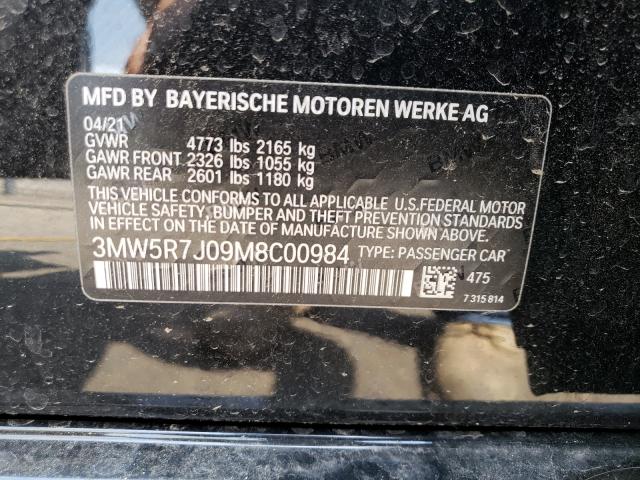 MFD BY BAYERISCHE MOTOREN WERKE AG
04/21
GVWR 4773 lbs 2165 kg
GAWR FRONT 2326 lbs 1055 kg
GAWR REAR 2601 lbs 1180 kg
THIS VEHICLE CONFORMS TO ALL APPLICABLE U.S.FEDERAL MOTOR
VEHICLE SAFETY, BUMPER AND THEFT PREVENTION STANDARDS
IN EFFECT ON THE DATE OF MANUFACTURE SHOWN ABOVE.
3MW5R7J09M8C00984 TYPE: PASSENGER CAR
475
7 315 814